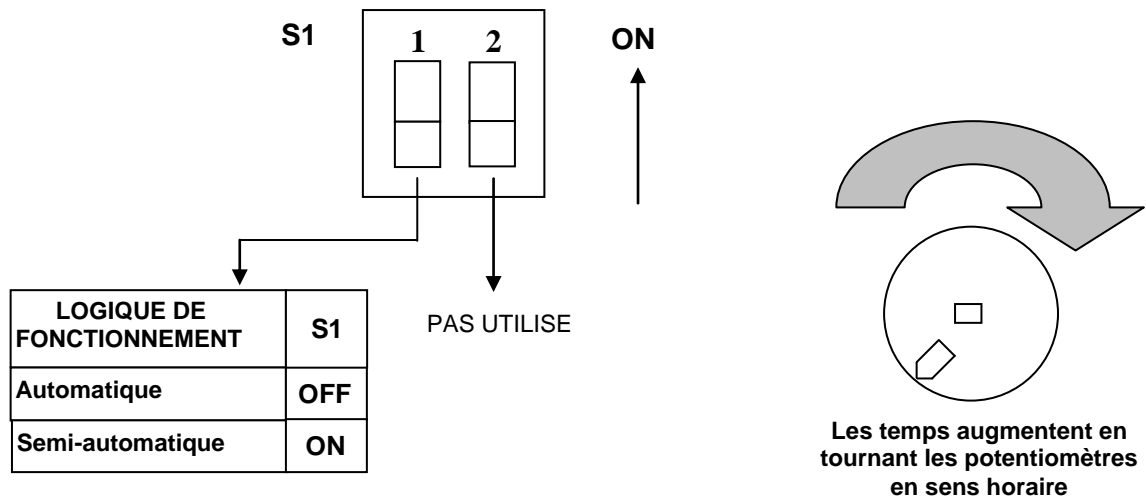 S1
1 2
ON
LOGIQUE DE
FONCTIONNEMENT
S1
Automatique
OFF
Semi-automatique
ON
PAS UTILISE
Les temps augmentent en
tournant les potentiomètres
en sens horaire